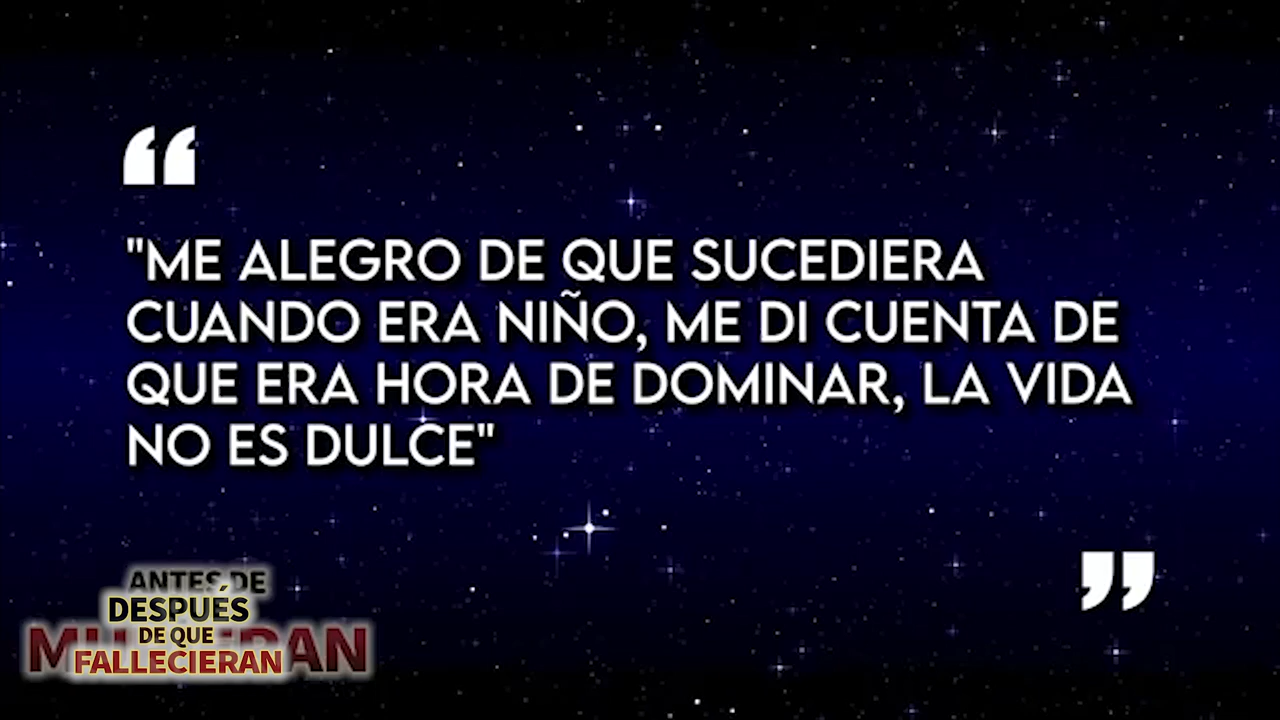 “
"ME ALEGRO DE QUE SUCEDIERA
CUANDO ERA NIÑO, ME DI CUENTA DE
QUE ERA HORA DE DOMINAR, LA VIDA
NO ES DULCE"
”
ANTES DE
DESPUÉS
DE QUE
FALLECIERAN